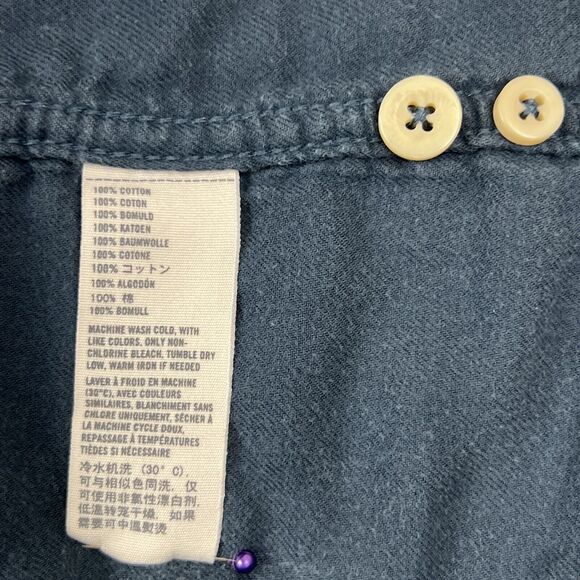 100% COTTON
100% COTON
100% BOMULD
100% KATOEN
100% BAUMWOLLE
100% COTONE
100% コットン
100% ALGODÓN
100% 棉
100% BOMULL
MACHINE WASH COLD, WITH
LIKE COLORS, ONLY NON-
CHLORINE BLEACH, TUMBLE DRY
LOW, WARM IRON IF NEEDED
LAVER À FROID EN MACHINE
(30°C), AVEC COULEURS
SIMILAIRES, BLANCHIMENT SANS
CHLORE UNIQUEMENT, SÉCHER À
LA MACHINE CYCLE DOUX,
REPASSAGE À TEMPÉRATURES
TIÈDES SI NÉCESSAIRE
冷水机洗 (30° C),
可与相似色同洗, 仅
可使用非氯性漂白剂,
低温转笼干燥, 如果
需要可中温熨烫